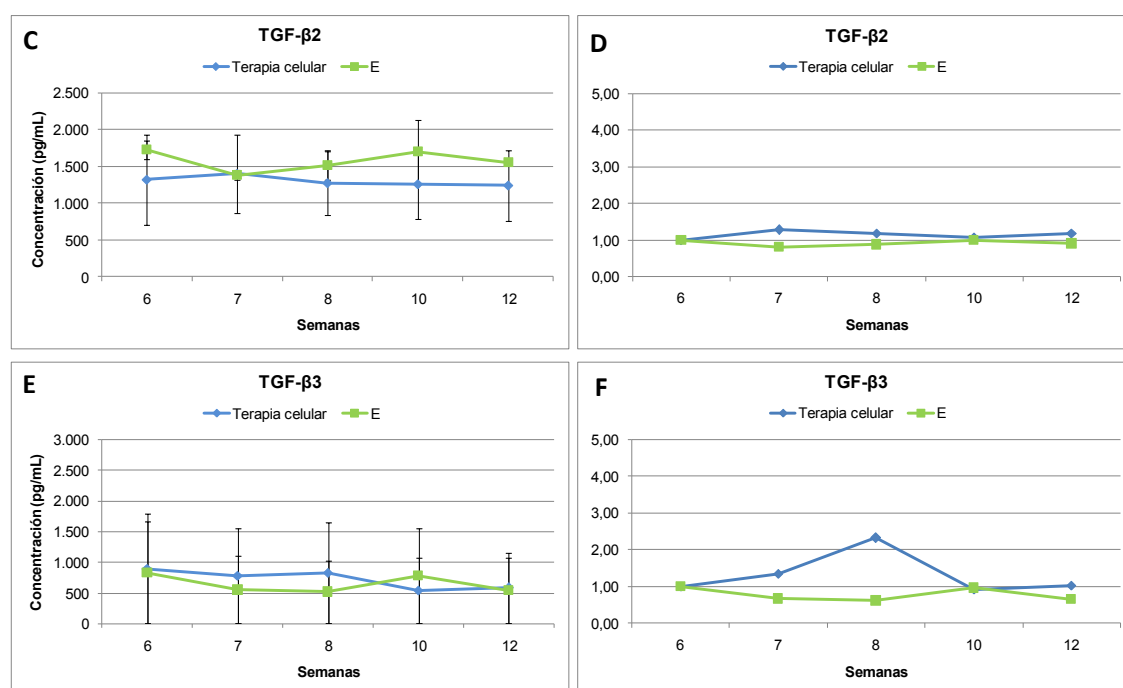 C
TGF-β2
Terapia celular E
Concentración (pg/mL)
2.500
2.000
1.500
1.000
500
0
6 7 8 10 12
Semanas
D
TGF-β2
Terapia celular E
5,00
4,00
3,00
2,00
1,00
0,00
6 7 8 10 12
Semanas
E
TGF-β3
Terapia celular E
Concentración (pg/mL)
3.000
2.500
2.000
1.500
1.000
500
0
6 7 8 10 12
Semanas
F
TGF-β3
Terapia celular E
5,00
4,00
3,00
2,00
1,00
0,00
6 7 8 10 12
Semanas